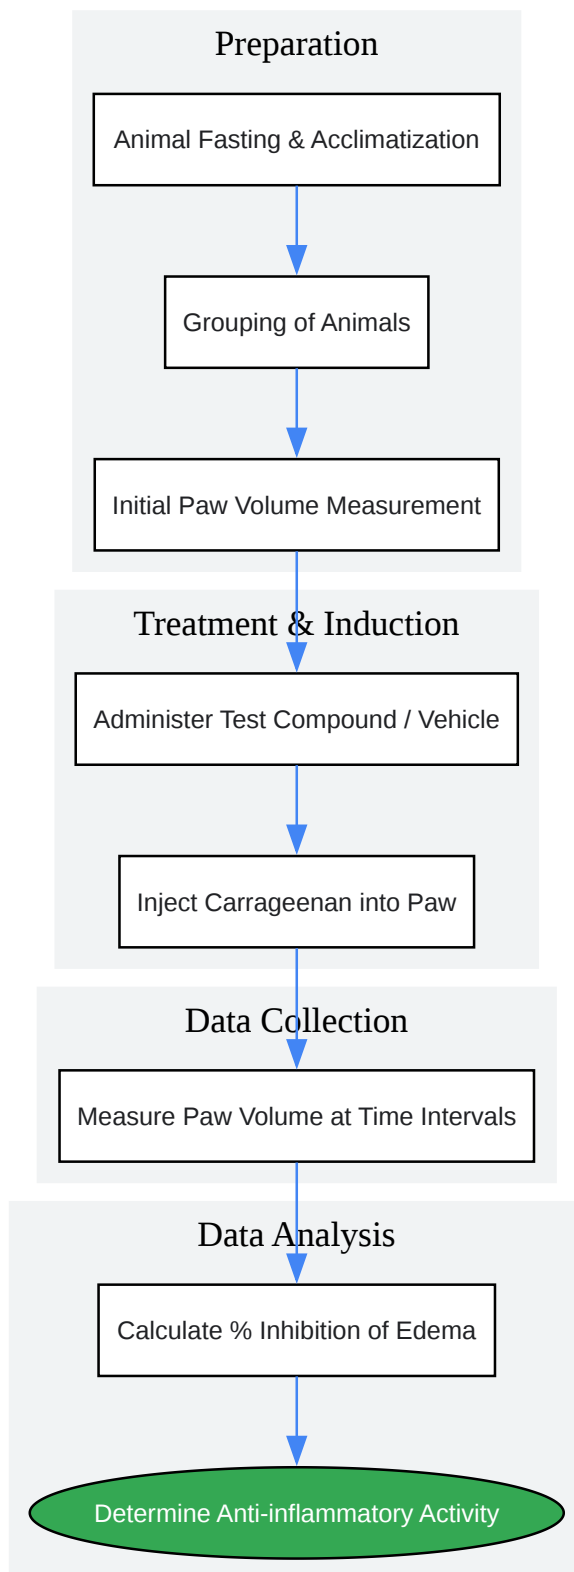 Preparation
Animal Fasting & Acclimatization
Grouping of Animals
Initial Paw Volume Measurement
Treatment & Induction
Administer Test Compound / Vehicle
Inject Carrageenan into Paw
Data Collection
Measure Paw Volume at Time Intervals
Data Analysis
Calculate % Inhibition of Edema
Determine Anti-inflammatory Activity